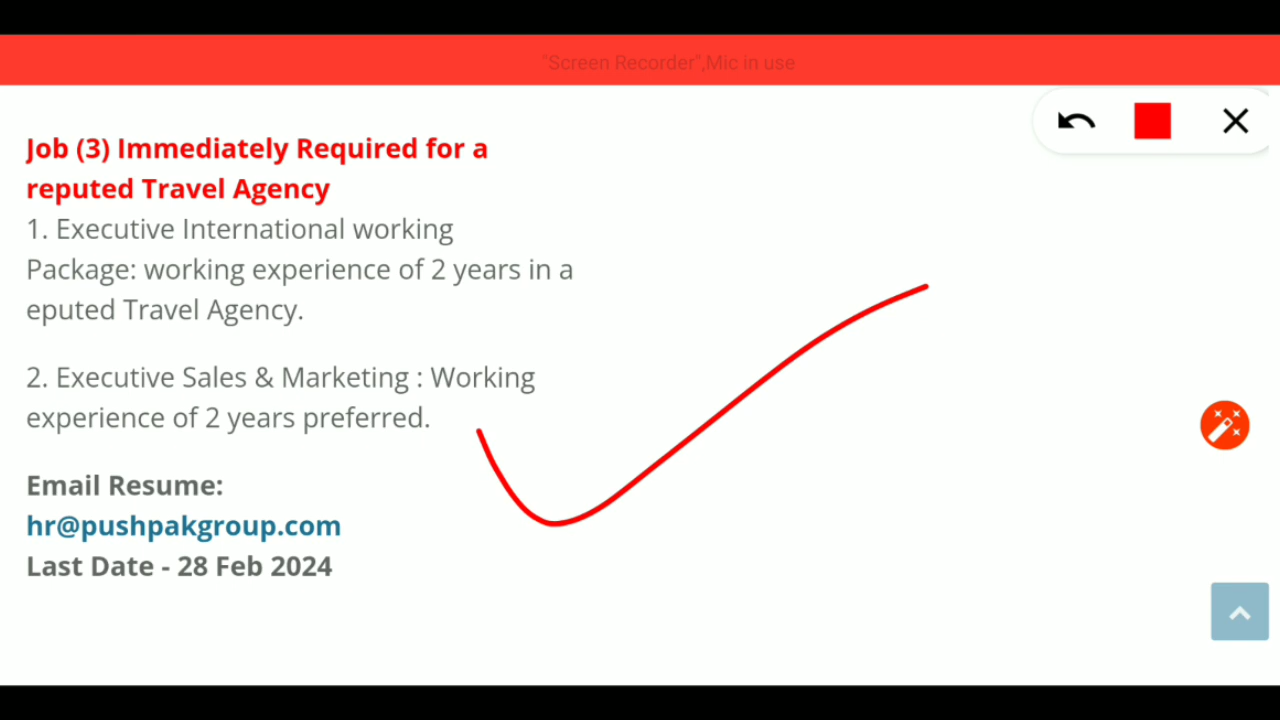 "Screen Recorder",Mic in use
Job (3) Immediately Required for a
reputed Travel Agency
1. Executive International working
Package: working experience of 2 years in a
eputed Travel Agency.
2. Executive Sales & Marketing : Working
experience of 2 years preferred.
Email Resume:
hr@pushpakgroup.com
Last Date - 28 Feb 2024